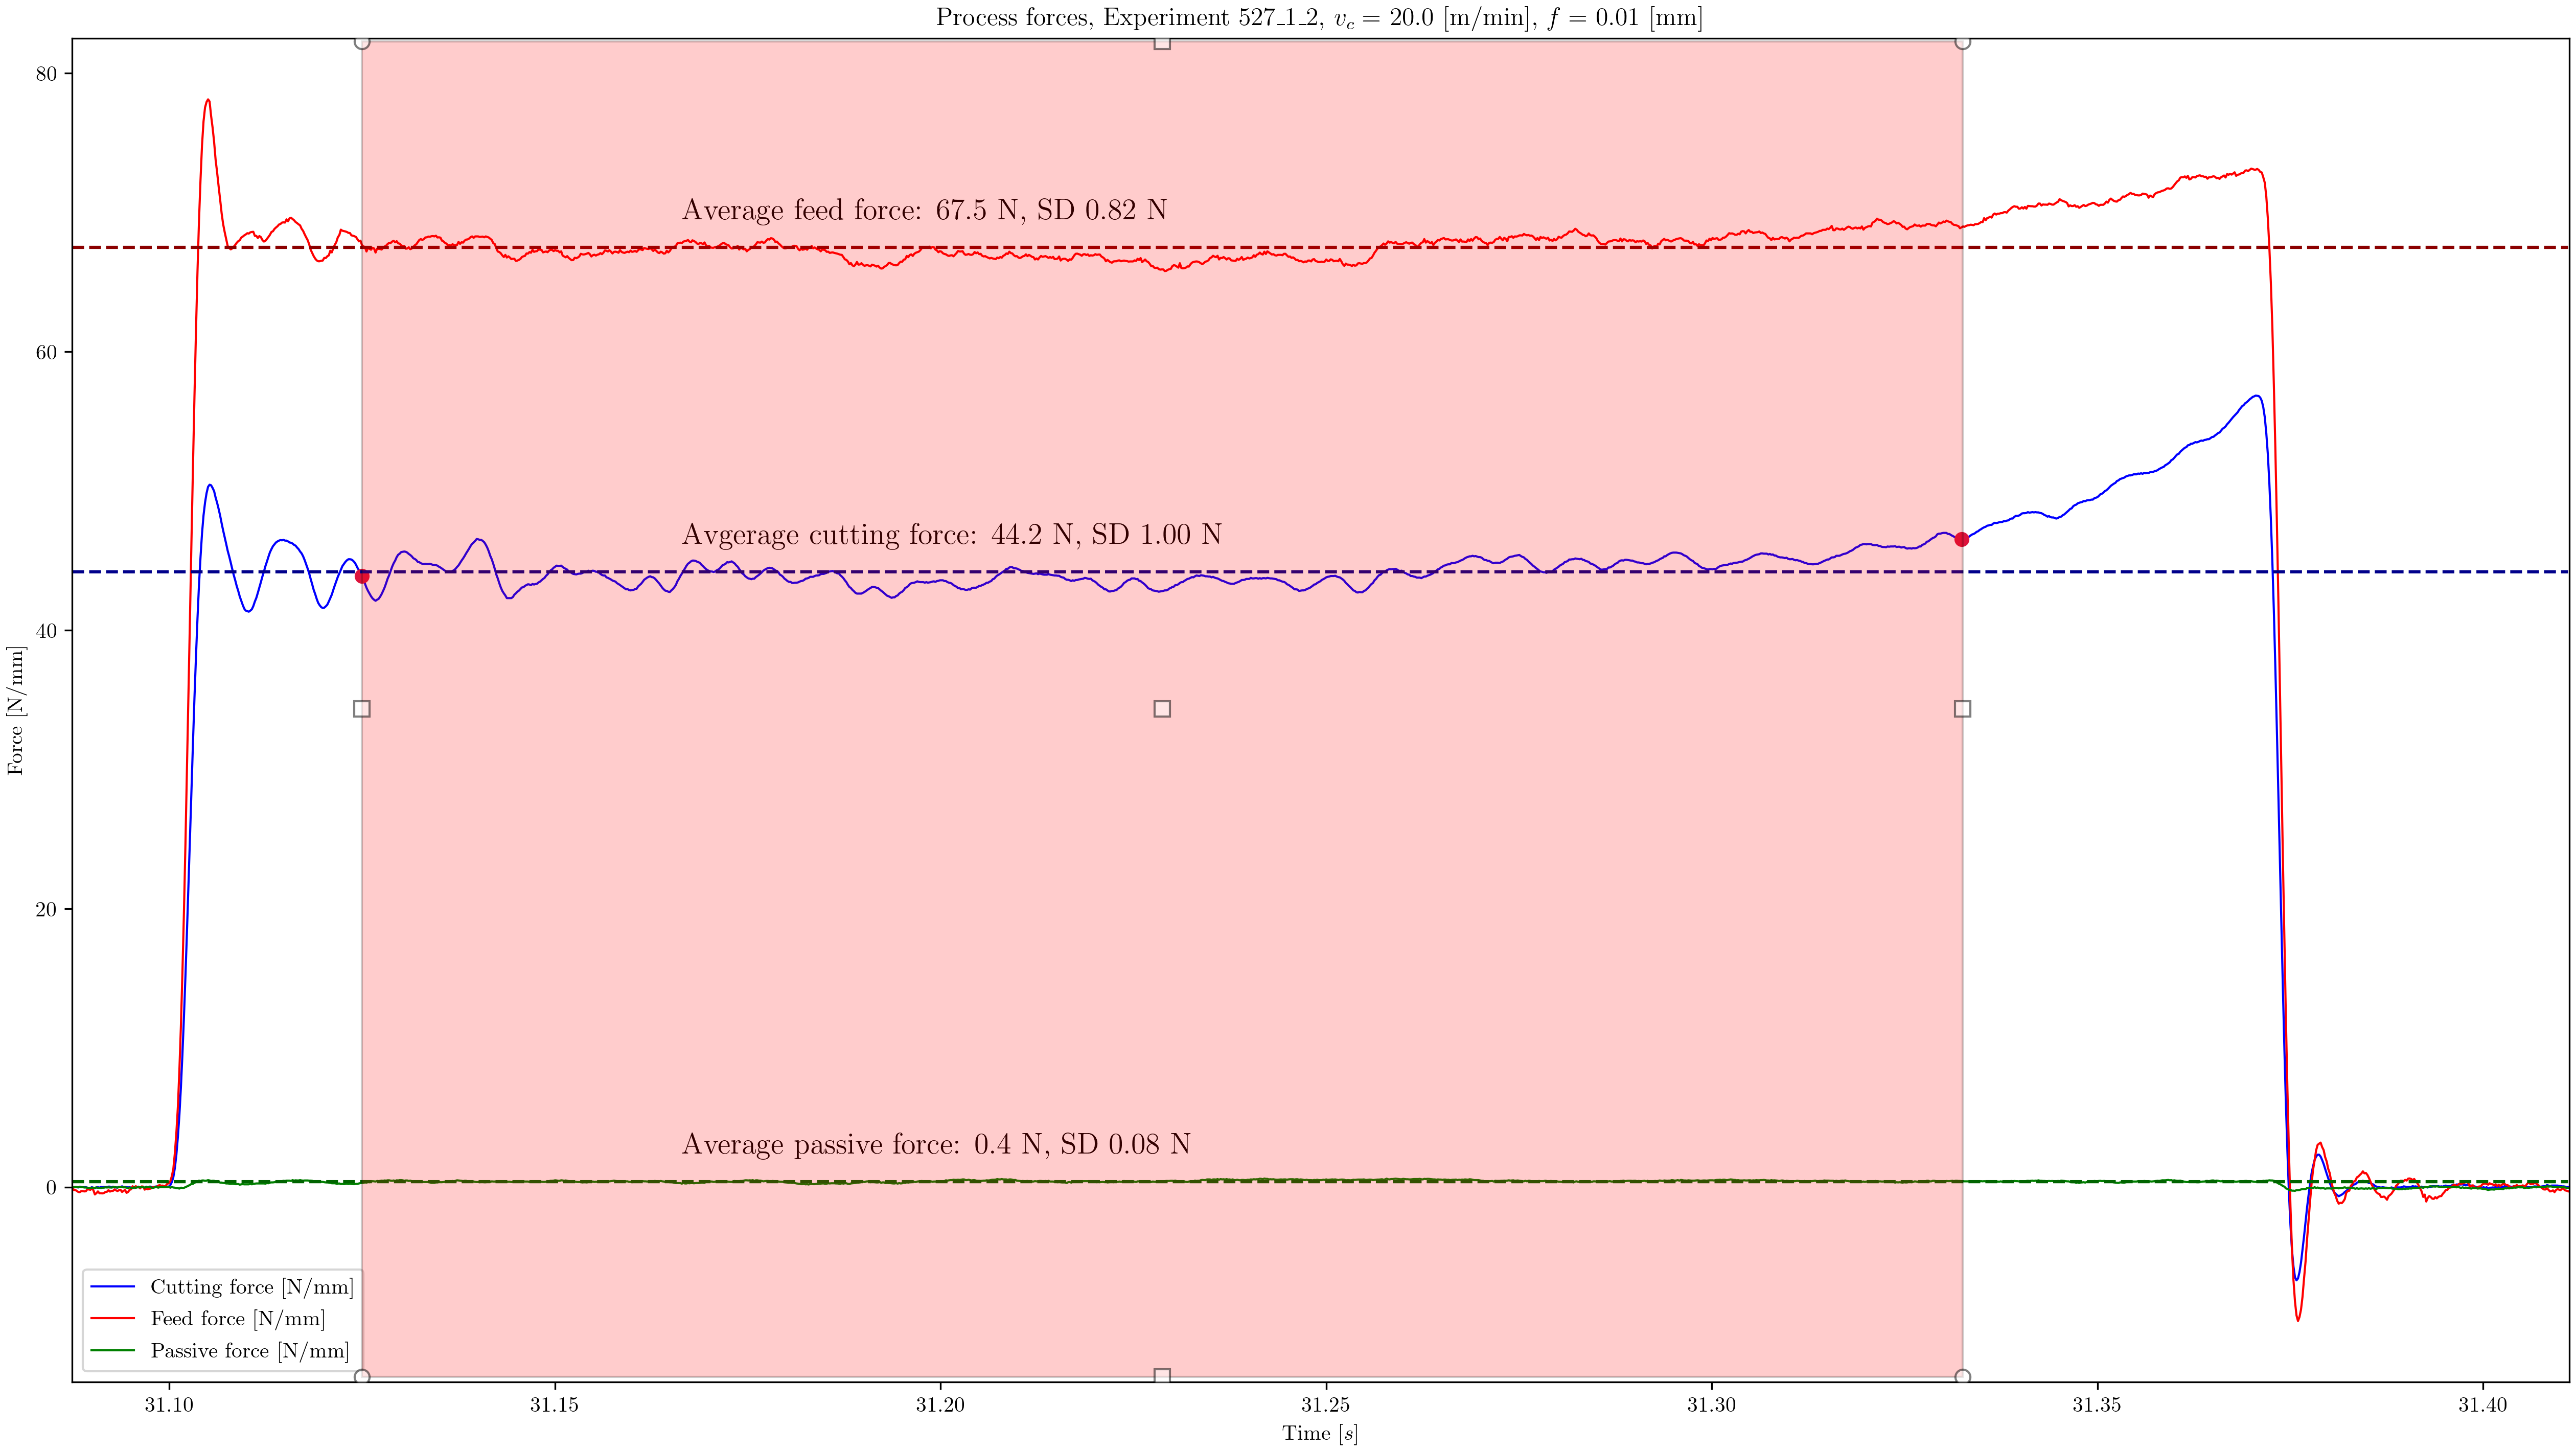 Process forces, Experiment 527_1_2, v_c = 20.0 [m/min], f = 0.01 [mm]
80
60
40
20
0
Force [N/mm]
Average feed force: 67.5 N, SD 0.82 N
Avgerage cutting force: 44.2 N, SD 1.00 N
Average passive force: 0.4 N, SD 0.08 N
Cutting force [N/mm]
Feed force [N/mm]
Passive force [N/mm]
31.10 31.15 31.20 31.25 31.30 31.35 31.40
Time [s]